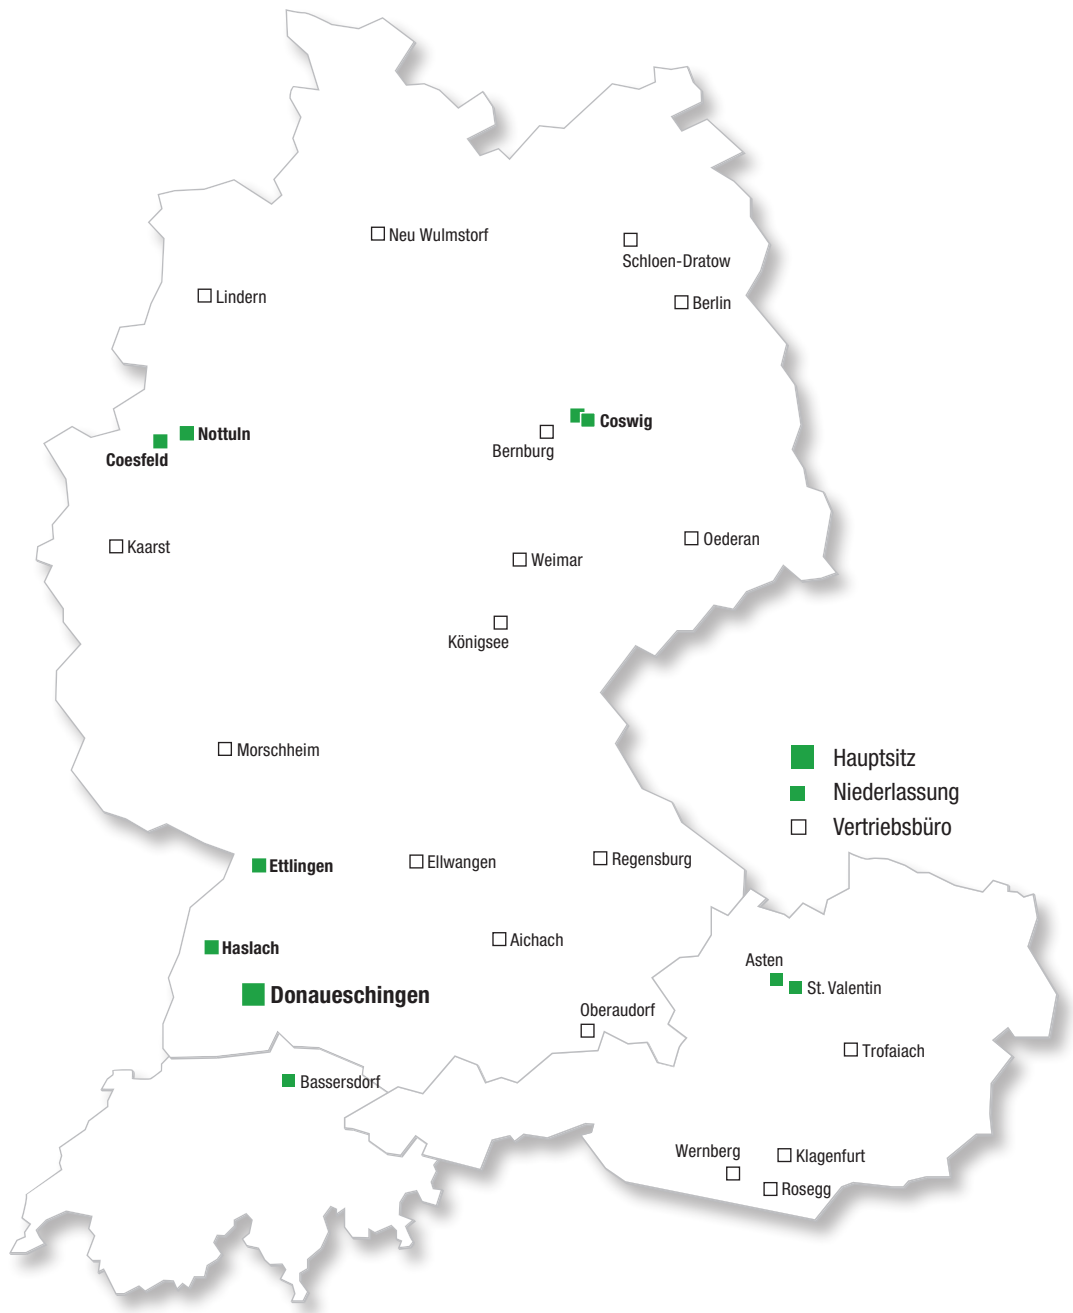 Neu Wulmstorf
Schloen-Dratow
Lindern
Berlin
Coswig
Nottuln
Bernburg
Coesfeld
Oederan
Kaarst
Weimar
Königsee
Morschheim
Hauptsitz
Niederlassung
Vertriebsbüro
Ettlingen
Ellwangen
Regensburg
Haslach
Aichach
Asten
St. Valentin
Donaueschingen
Oberaudorf
Trofaiach
Bassersdorf
Wernberg
Klagenfurt
Rosegg